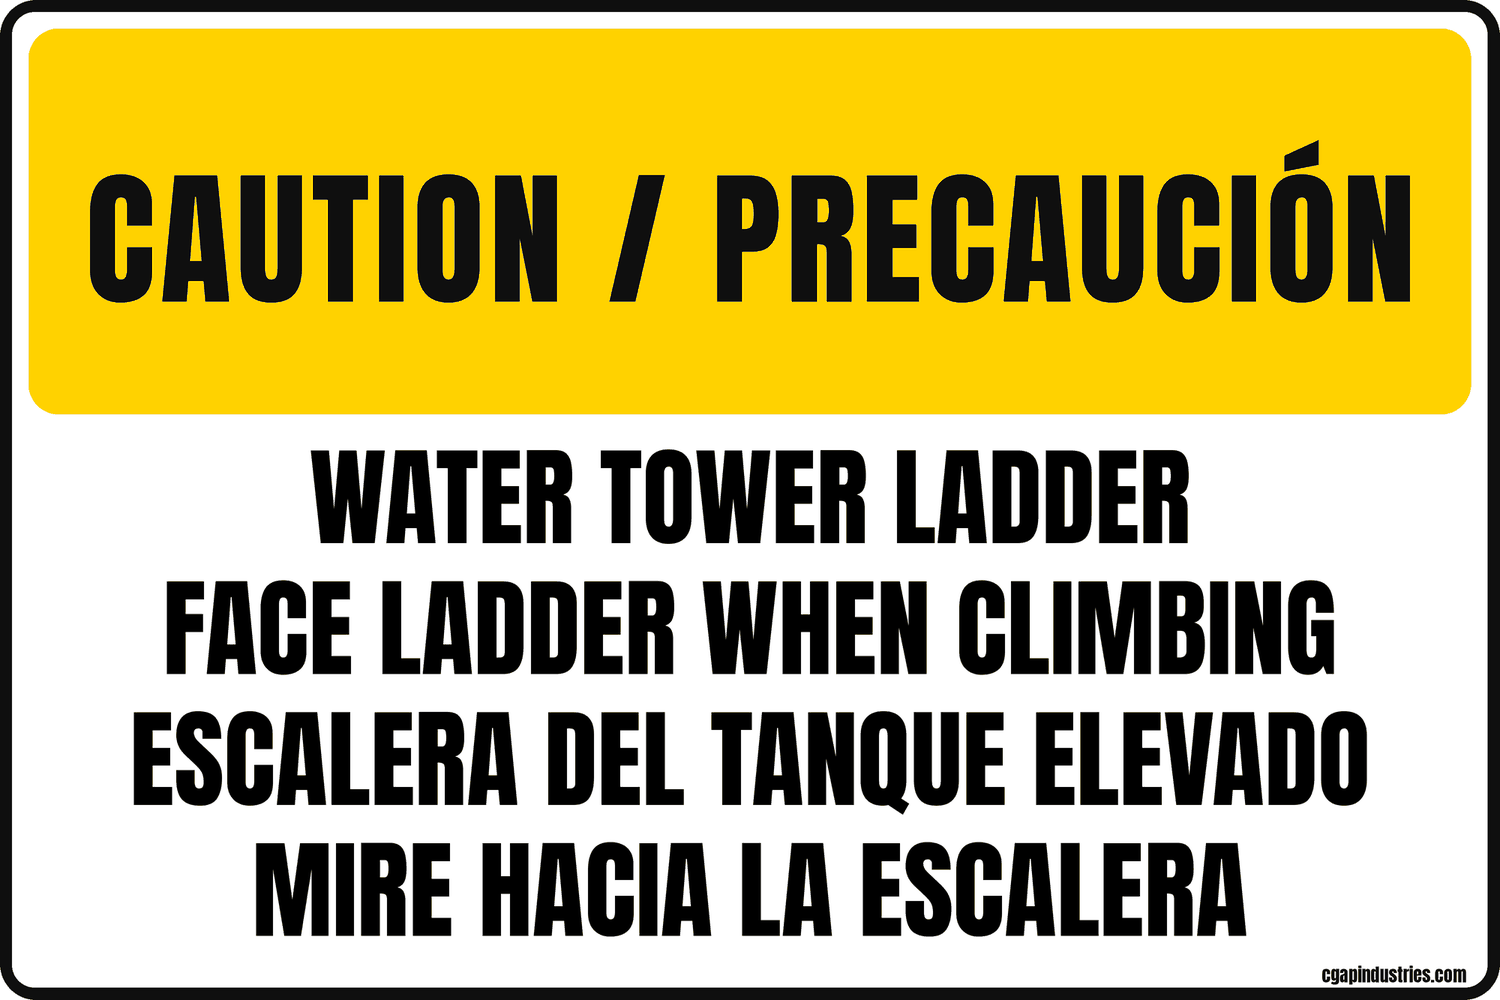 CAUTION / PRECAUCIÓN
WATER TOWER LADDER
FACE LADDER WHEN CLIMBING
ESCALERA DEL TANQUE ELEVADO
MIRE HACIA LA ESCALERA
cgapindustries.com